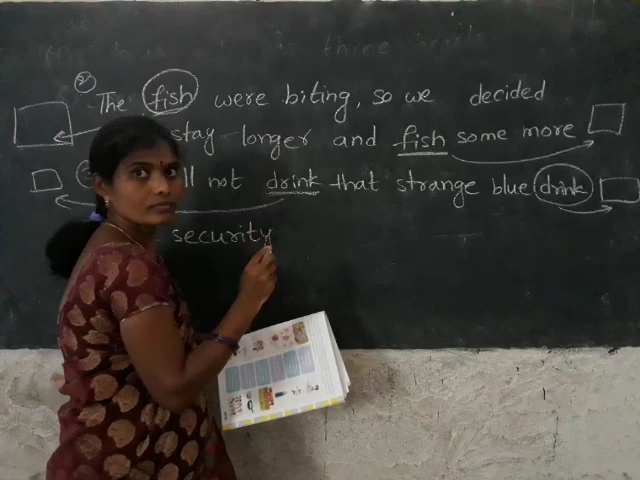 ② The fish were biting, so we decided
stay longer and fish some more
ll not drink that strange blue drink
security